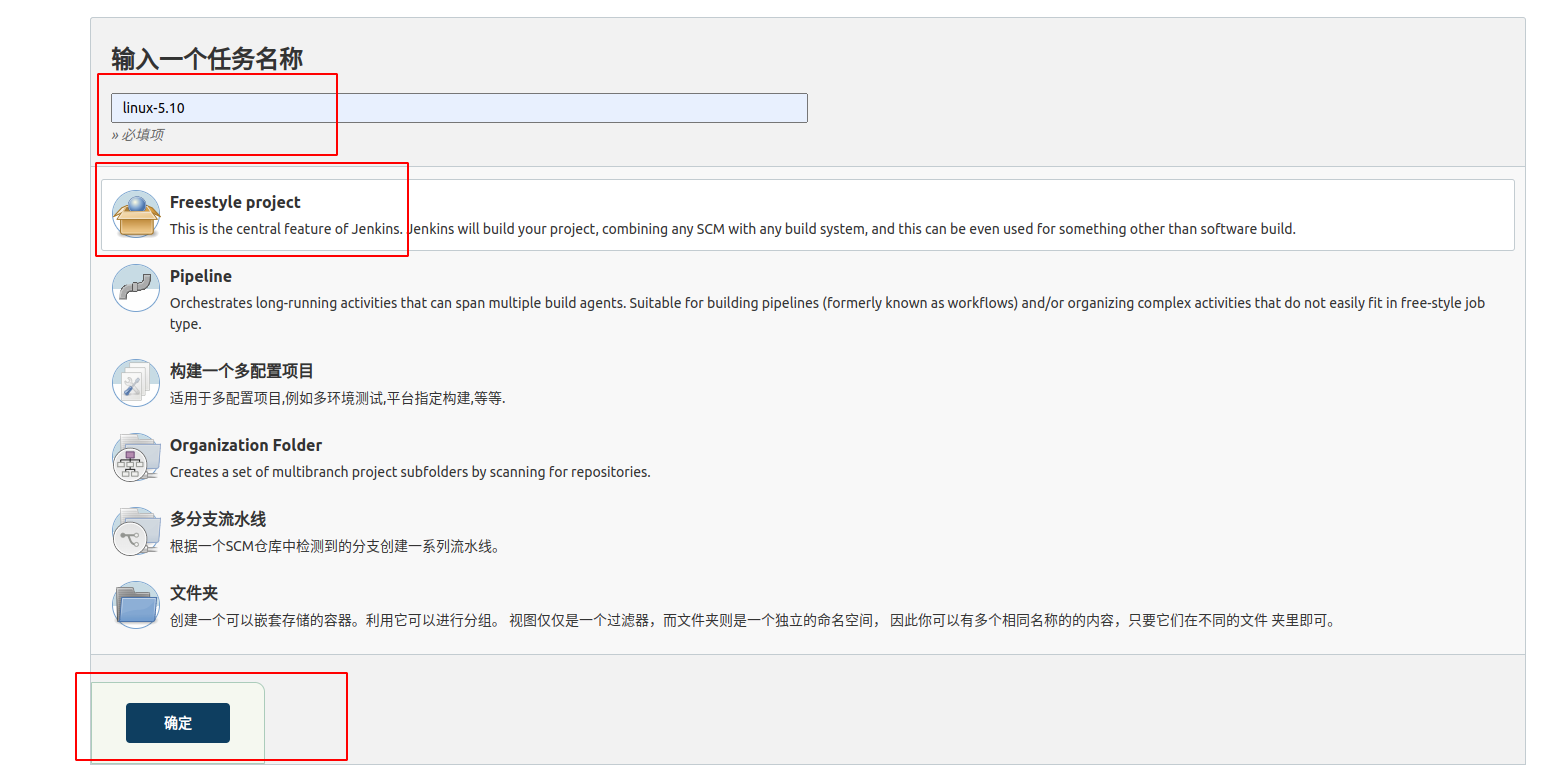 输入一个任务名称
linux-5.10
» 必填项
Freestyle project
This is the central feature of Jenkins. Jenkins will build your project, combining any SCM with any build system, and this can be even used for something other than software build.
Pipeline
Orchestrates long-running activities that can span multiple build agents. Suitable for building pipelines (formerly known as workflows) and/or organizing complex activities that do not easily fit in free-style job
type.
构建一个多配置项目
适用于多配置项目,例如多环境测试,平台指定构建,等等.
Organization Folder
Creates a set of multibranch project subfolders by scanning for repositories.
多分支流水线
根据一个SCM仓库中检测到的分支创建一系列流水线。
文件夹
创建一个可以嵌套存储的容器。利用它可以进行分组。 视图仅仅是一个过滤器，而文件夹则是一个独立的命名空间， 因此你可以有多个相同名称的的内容，只要它们在不同的文件 夹里即可。
确定